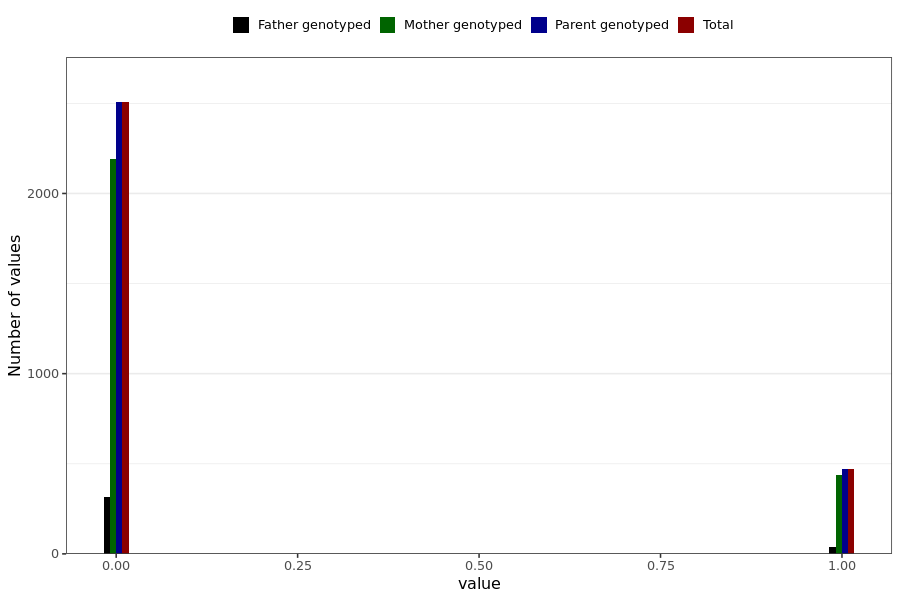 Father genotyped Mother genotyped Parent genotyped Total
Number of values
2000
1000
0
0.00 0.25 0.50 0.75 1.00
value